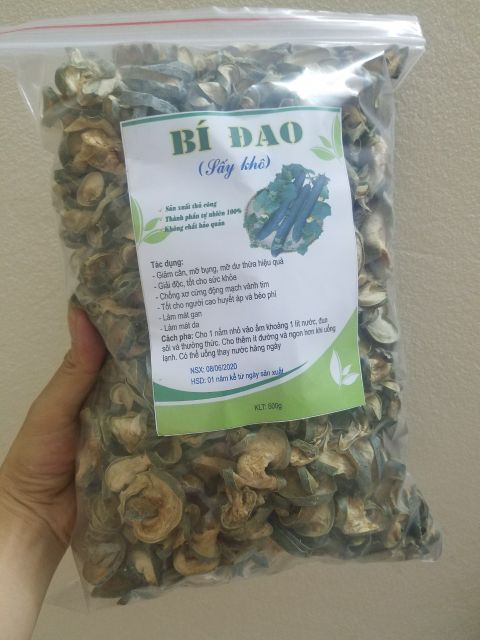 BÍ ĐAO
(Sấy khô)
Sản xuất thủ công
Thành phần tự nhiên 100%
Không chất bảo quản
Tác dụng:
- Giảm cân, mỡ bụng, mỡ dư thừa hiệu quả
- Giải độc, tốt cho sức khỏe
- Chống xơ cứng động mạch vành tim
- Tốt cho người cao huyết áp và béo phì
- Làm mát gan
- Làm mát da
Cách pha: Cho 1 nắm nhỏ vào ấm khoảng 1 lít nước, đun
sôi và thưởng thức. Cho thêm ít đường và ngon hơn khi uống
lạnh. Có thể uống thay nước hàng ngày
NSX: 08/06/2020
HSD: 01 năm kể từ ngày sản xuất
KLT: 500g